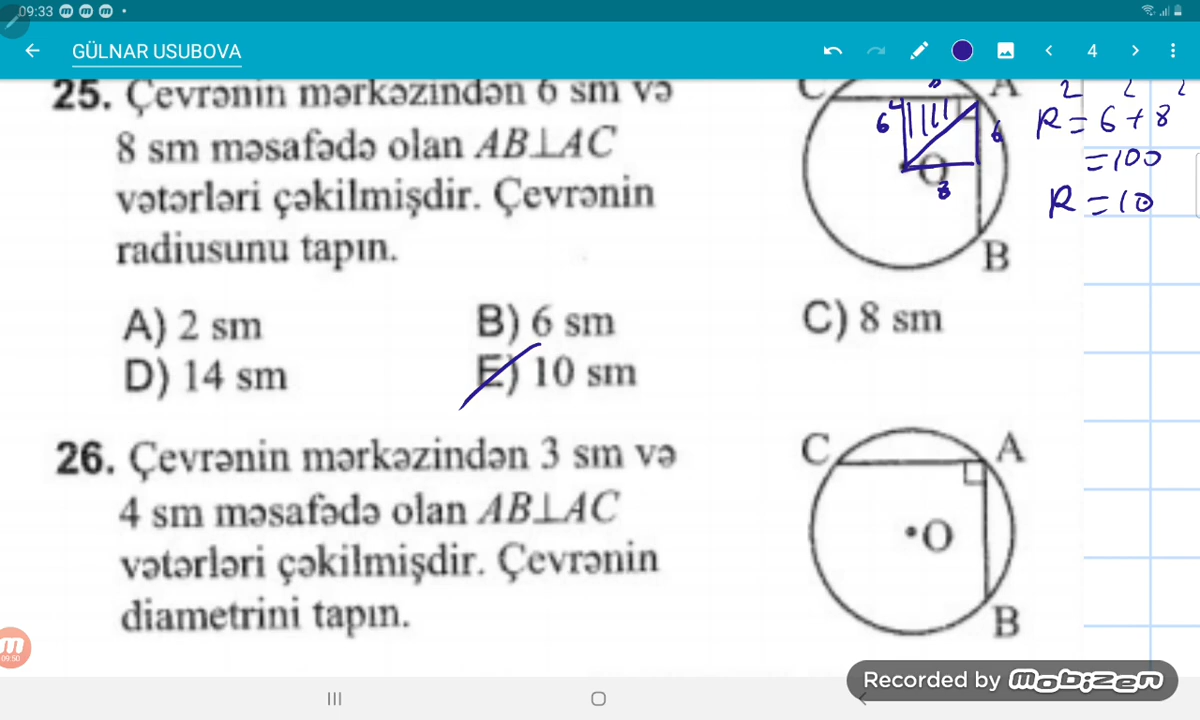 09:33
GÜLNAR USUBOVA
4
25. Çevrənin mərkəzindən 6 sm və
8 sm məsafədə olan AB⊥AC
vətərləri çəkilmişdir. Çevrənin
radiusunu tapın.
A) 2 sm
B) 6 sm
C) 8 sm
D) 14 sm
E) 10 sm
C
A
6
6
O
8
B
R² = 6² + 8²
= 100
R = 10
26. Çevrənin mərkəzindən 3 sm və
4 sm məsafədə olan AB⊥AC
vətərləri çəkilmişdir. Çevrənin
diametrini tapın.
C
A
O
B
09:50
Recorded by mobizen